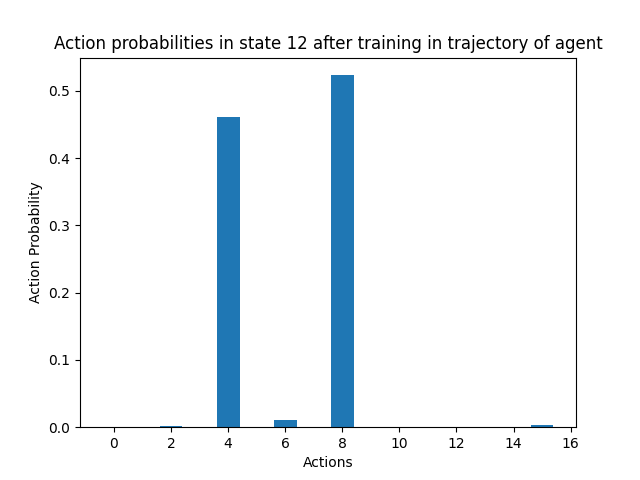 Action probabilities in state 12 after training in trajectory of agent
0.5
0.4
0.3
0.2
0.1
0.0
Action Probability
0 2 4 6 8 10 12 14 16
Actions